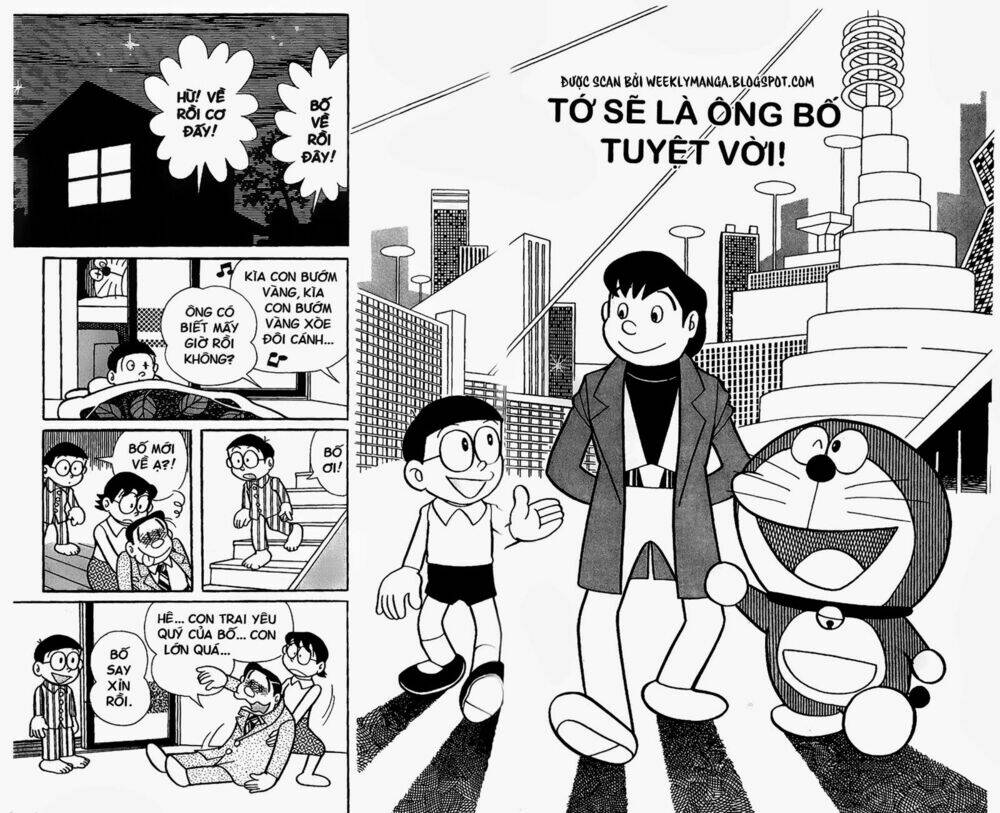 ĐƯỢC SCAN BỞI WEEKLYMANGA.BLOGSPOT.COM
TỚ SẼ LÀ ÔNG BỐ
TUYỆT VỜI!
BỐ
VỀ
RỒI
ĐÂY!
HỪ! VỀ
RỒI CƠ
ĐẤY!
KÌA CON BƯỚM
VÀNG, KÌA
CON BƯỚM
VÀNG XÒE
ĐÔI CÁNH...
ÔNG CÓ
BIẾT MẤY
GIỜ RỒI
KHÔNG?
BỐ
ƠI!
BỐ MỚI
VỀ Ạ?!
HÊ... CON TRAI YÊU
QUÝ CỦA BỐ... CON
LỚN QUÁ...
BỐ
SAY
XỈN
RỒI.